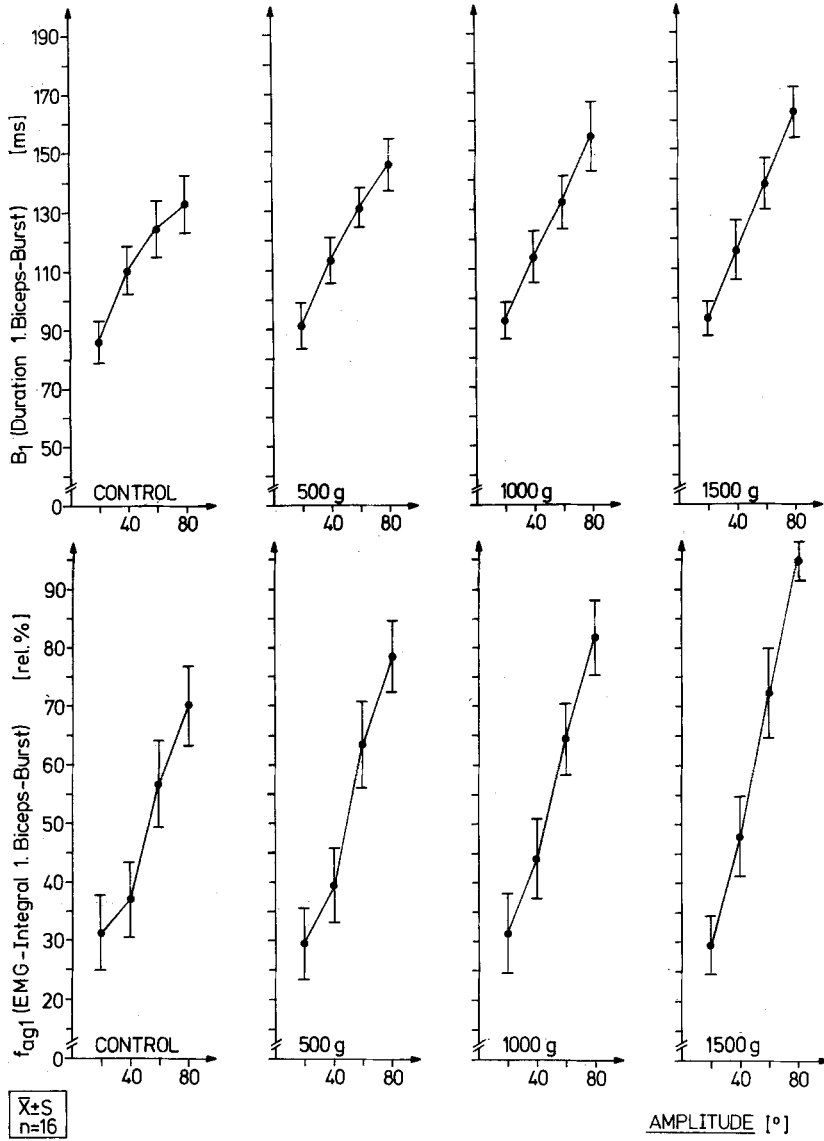 B₁ (Duration 1. Biceps-Burst) [ms]
190
170
150
130
110
90
70
50
0
CONTROL
500 g
1000 g
1500 g
40 80
40 80
40 80
40 80
fag1 (EMG-Integral 1. Biceps-Burst) [rel.%]
90
80
70
60
50
40
30
20
0
CONTROL
500 g
1000 g
1500 g
40 80
40 80
40 80
40 80
X̄±S
n=16
AMPLITUDE [°]